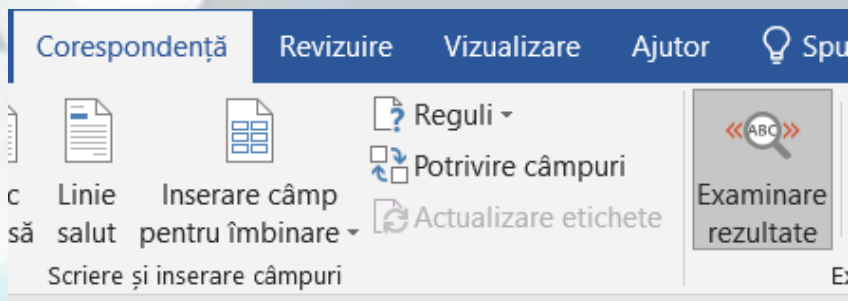 Corespondență Revizuire Vizualizare Ajutor
Reguli
Potrivire câmpuri
Actualizare etichete
Linie salut
Inserare câmp pentru îmbinare
«ABC»
Examinare rezultate
Scriere și inserare câmpuri